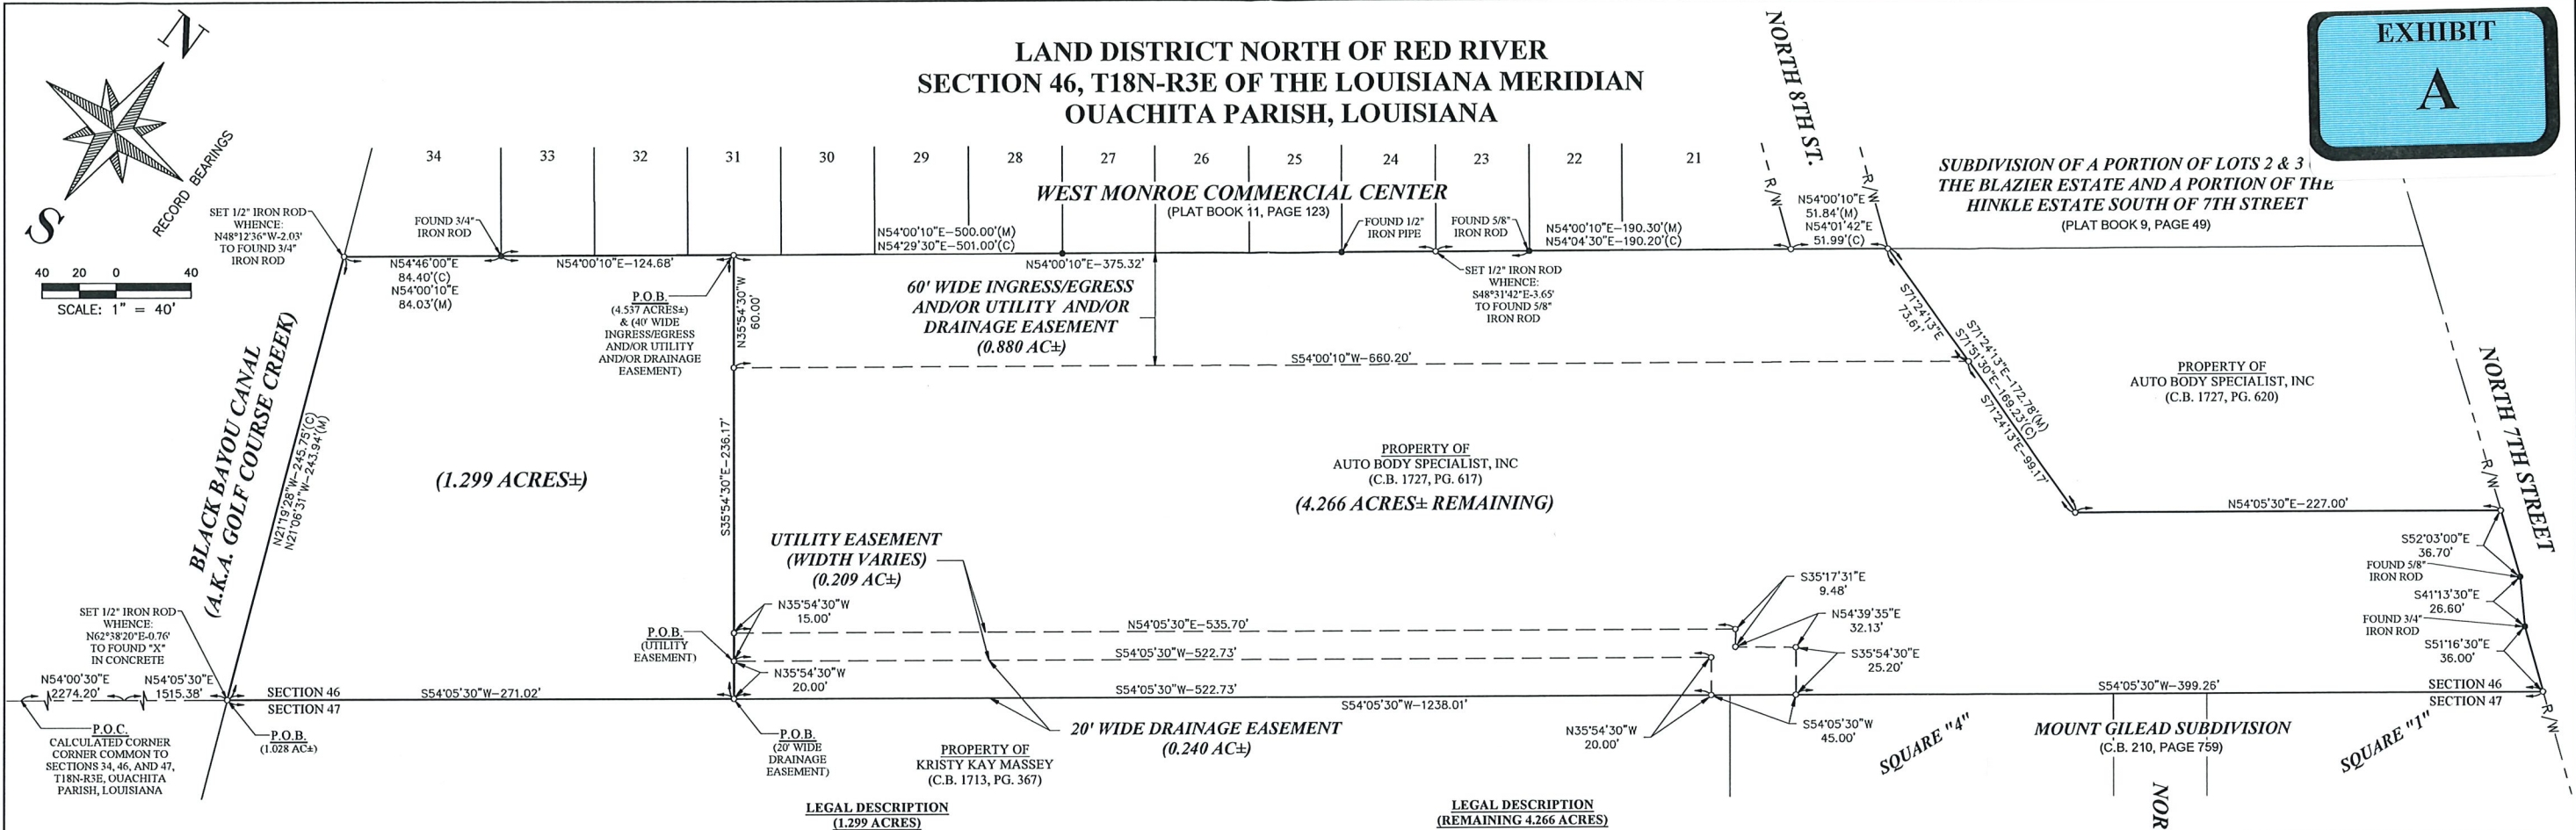 LAND DISTRICT NORTH OF RED RIVER
SECTION 46, T18N-R3E OF THE LOUISIANA MERIDIAN
OUACHITA PARISH, LOUISIANA
EXHIBIT
A
N
S
RECORD BEARINGS
40 20 0 40
SCALE: 1" = 40'
34 33 32 31 30 29 28 27 26 25 24 23 22 21
WEST MONROE COMMERCIAL CENTER
(PLAT BOOK 11, PAGE 123)
NORTH 8TH ST.
R/W
R/W
SUBDIVISION OF A PORTION OF LOTS 2 & 3
THE BLAZIER ESTATE AND A PORTION OF THE
HINKLE ESTATE SOUTH OF 7TH STREET
(PLAT BOOK 9, PAGE 49)
SET 1/2" IRON ROD
WHENCE:
N48°12'36"W-2.03'
TO FOUND 3/4"
IRON ROD
FOUND 3/4"
IRON ROD
N54°46'00"E
84.40'(C)
N54°00'10"E
84.03'(M)
N54°00'10"E-124.68'
N54°00'10"E-500.00'(M)
N54°29'30"E-501.00'(C)
N54°00'10"E-375.32'
FOUND 1/2"
IRON PIPE
FOUND 5/8"
IRON ROD
N54°00'10"E-190.30'(M)
N54°04'30"E-190.20'(C)
N54°00'10"E
51.84'(M)
N54°01'42"E
51.99'(C)
SET 1/2" IRON ROD
WHENCE:
S48°31'42"E-3.65'
TO FOUND 5/8"
IRON ROD
P.O.B.
(4.537 ACRES±)
& (40' WIDE
INGRESS/EGRESS
AND/OR UTILITY
AND/OR DRAINAGE
EASEMENT)
N35°54'30"W
60.00'
60' WIDE INGRESS/EGRESS
AND/OR UTILITY AND/OR
DRAINAGE EASEMENT
(0.880 AC±)
S54°00'10"W-660.20'
S71°24'13"E
73.61'
S71°24'13"E-172.78'(M)
S71°51'30"E-169.23'(C)
S71°24'13"E-99.17'
PROPERTY OF
AUTO BODY SPECIALIST, INC
(C.B. 1727, PG. 620)
NORTH 7TH STREET
R/W
BLACK BAYOU CANAL
(A.K.A. GOLF COURSE CREEK)
N21°19'28"W-245.75'(C)
N21°06'31"W-243.94'(M)
(1.299 ACRES±)
S35°54'30"E-236.17'
PROPERTY OF
AUTO BODY SPECIALIST, INC
(C.B. 1727, PG. 617)
(4.266 ACRES± REMAINING)
N54°05'30"E-227.00'
S52°03'00"E
36.70'
FOUND 5/8"
IRON ROD
S41°13'30"E
26.60'
FOUND 3/4"
IRON ROD
S51°16'30"E
36.00'
UTILITY EASEMENT
(WIDTH VARIES)
(0.209 AC±)
N35°54'30"W
15.00'
N54°05'30"E-535.70'
S35°17'31"E
9.48'
N54°39'35"E
32.13'
P.O.B.
(UTILITY
EASEMENT)
S54°05'30"W-522.73'
S35°54'30"E
25.20'
N35°54'30"W
20.00'
SET 1/2" IRON ROD
WHENCE:
N62°38'20"E-0.76'
TO FOUND "X"
IN CONCRETE
N54°00'30"E
2274.20'
N54°05'30"E
1515.38'
SECTION 46
SECTION 47
S54°05'30"W-271.02'
S54°05'30"W-522.73'
S54°05'30"W-1238.01'
S54°05'30"W-399.26'
SECTION 46
SECTION 47
P.O.C.
CALCULATED CORNER
CORNER COMMON TO
SECTIONS 34, 46, AND 47,
T18N-R3E, OUACHITA
PARISH, LOUISIANA
P.O.B.
(1.028 AC±)
P.O.B.
(20' WIDE
DRAINAGE
EASEMENT)
PROPERTY OF
KRISTY KAY MASSEY
(C.B. 1713, PG. 367)
20' WIDE DRAINAGE EASEMENT
(0.240 AC±)
N35°54'30"W
20.00'
S54°05'30"W
45.00'
SQUARE "4"
MOUNT GILEAD SUBDIVISION
(C.B. 210, PAGE 759)
SQUARE "1"
R/W
NOR
LEGAL DESCRIPTION
(1.299 ACRES)
LEGAL DESCRIPTION
(REMAINING 4.266 ACRES)